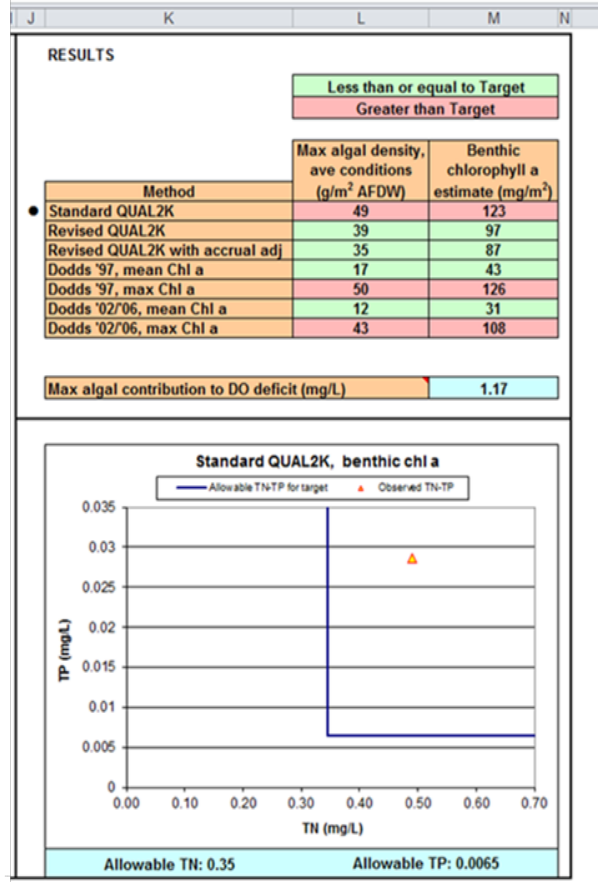 J K L M N
RESULTS
Less than or equal to Target
Greater than Target
Max algal density, ave conditions (g/m² AFDW)
Benthic chlorophyll a estimate (mg/m²)
Method
Standard QUAL2K 49 123
Revised QUAL2K 39 97
Revised QUAL2K with accrual adj 35 87
Dodds '97, mean Chl a 17 43
Dodds '97, max Chl a 50 126
Dodds '02/'06, mean Chl a 12 31
Dodds '02/'06, max Chl a 43 108
Max algal contribution to DO deficit (mg/L) 1.17
Standard QUAL2K, benthic chl a
Allowable TN-TP for target Observed TN-TP
0.035
0.03
0.025
0.02
0.015
0.01
0.005
0
TP (mg/L)
0.00 0.10 0.20 0.30 0.40 0.50 0.60 0.70
TN (mg/L)
Allowable TN: 0.35 Allowable TP: 0.0065